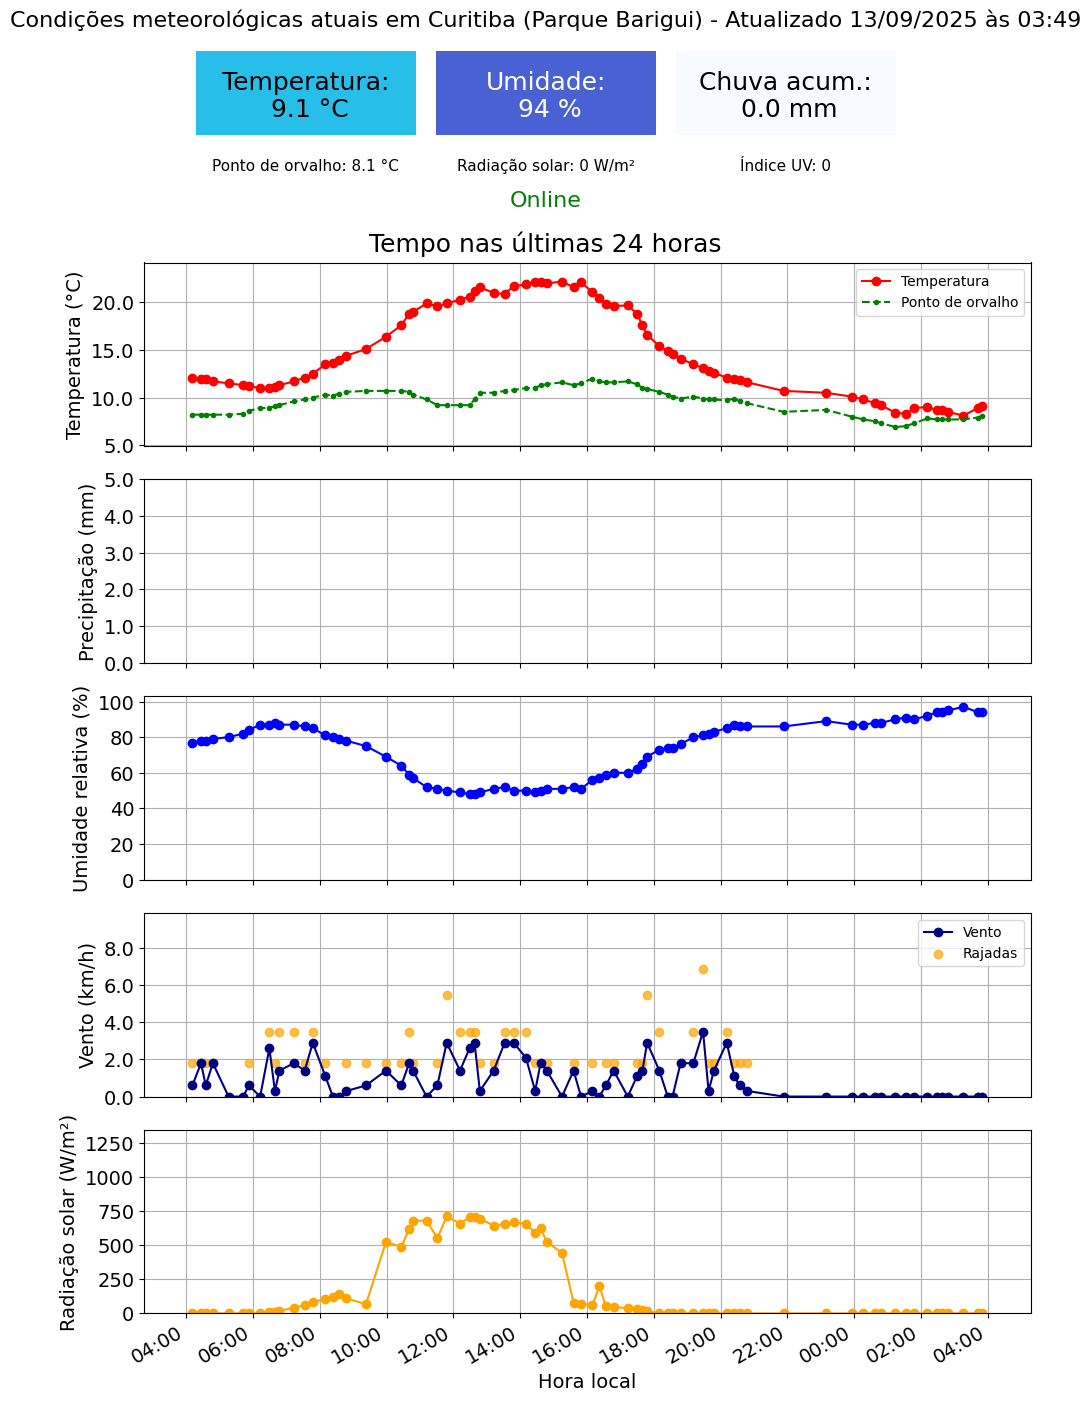 Condições meteorológicas atuais em Curitiba (Parque Barigui) - Atualizado 13/09/2025 às 03:49
Temperatura:
9.1 °C
Umidade:
94 %
Chuva acum.:
0.0 mm
Ponto de orvalho: 8.1 °C
Radiação solar: 0 W/m²
Índice UV: 0
Online
Tempo nas últimas 24 horas
Temperatura (°C)
20.0
15.0
10.0
5.0
Temperatura
Ponto de orvalho
Precipitação (mm)
5.0
4.0
3.0
2.0
1.0
0.0
Umidade relativa (%)
100
80
60
40
20
0
Vento (km/h)
8.0
6.0
4.0
2.0
0.0
Vento
Rajadas
Radiação solar (W/m²)
1250
1000
750
500
250
0
04:00
06:00
08:00
10:00
12:00
14:00
16:00
18:00
20:00
22:00
00:00
02:00
04:00
Hora local